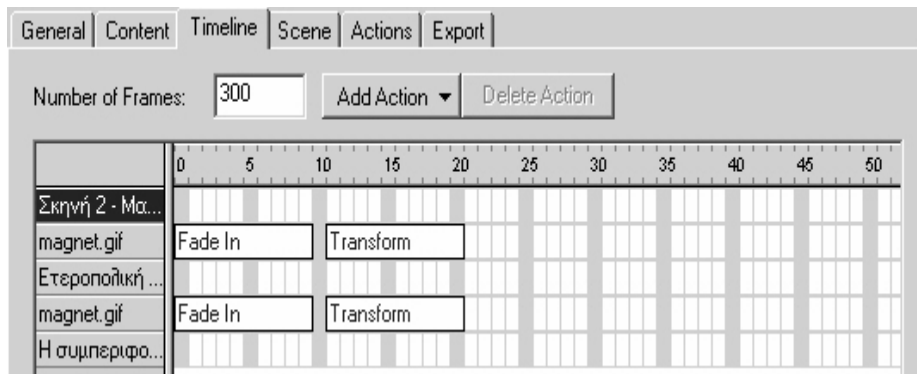 General Content Timeline Scene Actions Export
Number of Frames: 300 Add Action Delete Action
0 5 10 15 20 25 30 35 40 45 50
Σκηνή 2 - Μα...
magnet.gif Fade In Transform
Ετεροπολική ...
magnet.gif Fade In Transform
Η συμπεριφο...